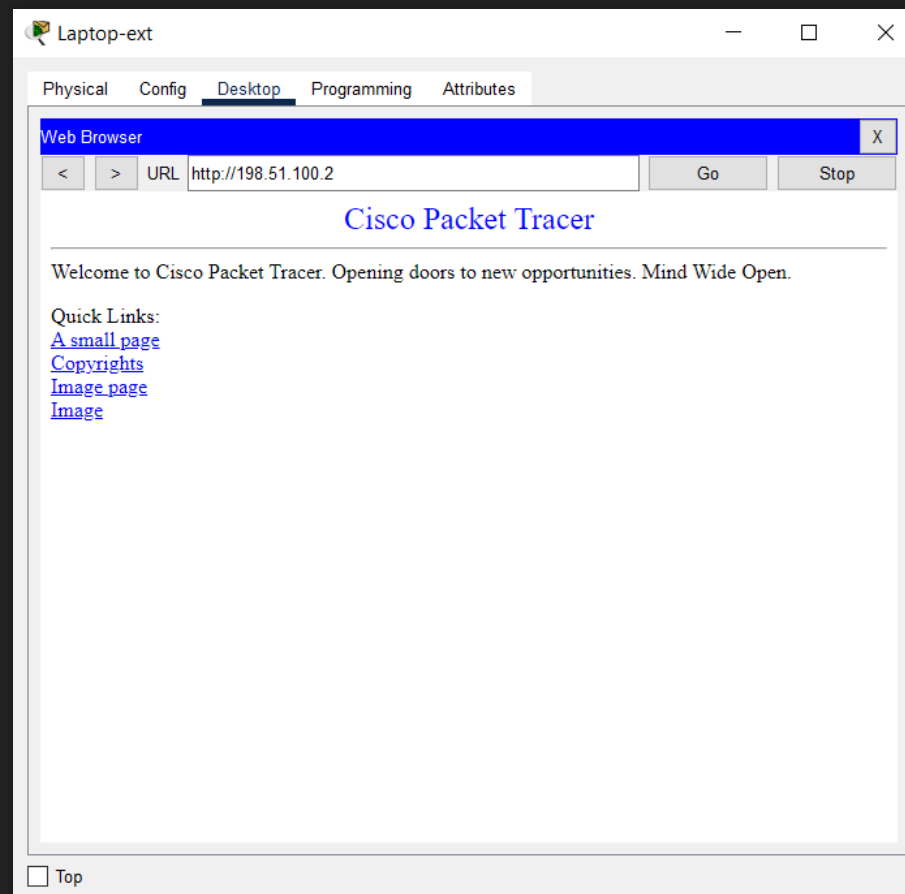 Laptop-ext
Physical Config Desktop Programming Attributes
Web Browser X
< > URL http://198.51.100.2 Go Stop
Cisco Packet Tracer
Welcome to Cisco Packet Tracer. Opening doors to new opportunities. Mind Wide Open.
Quick Links:
A small page
Copyrights
Image page
Image
Top